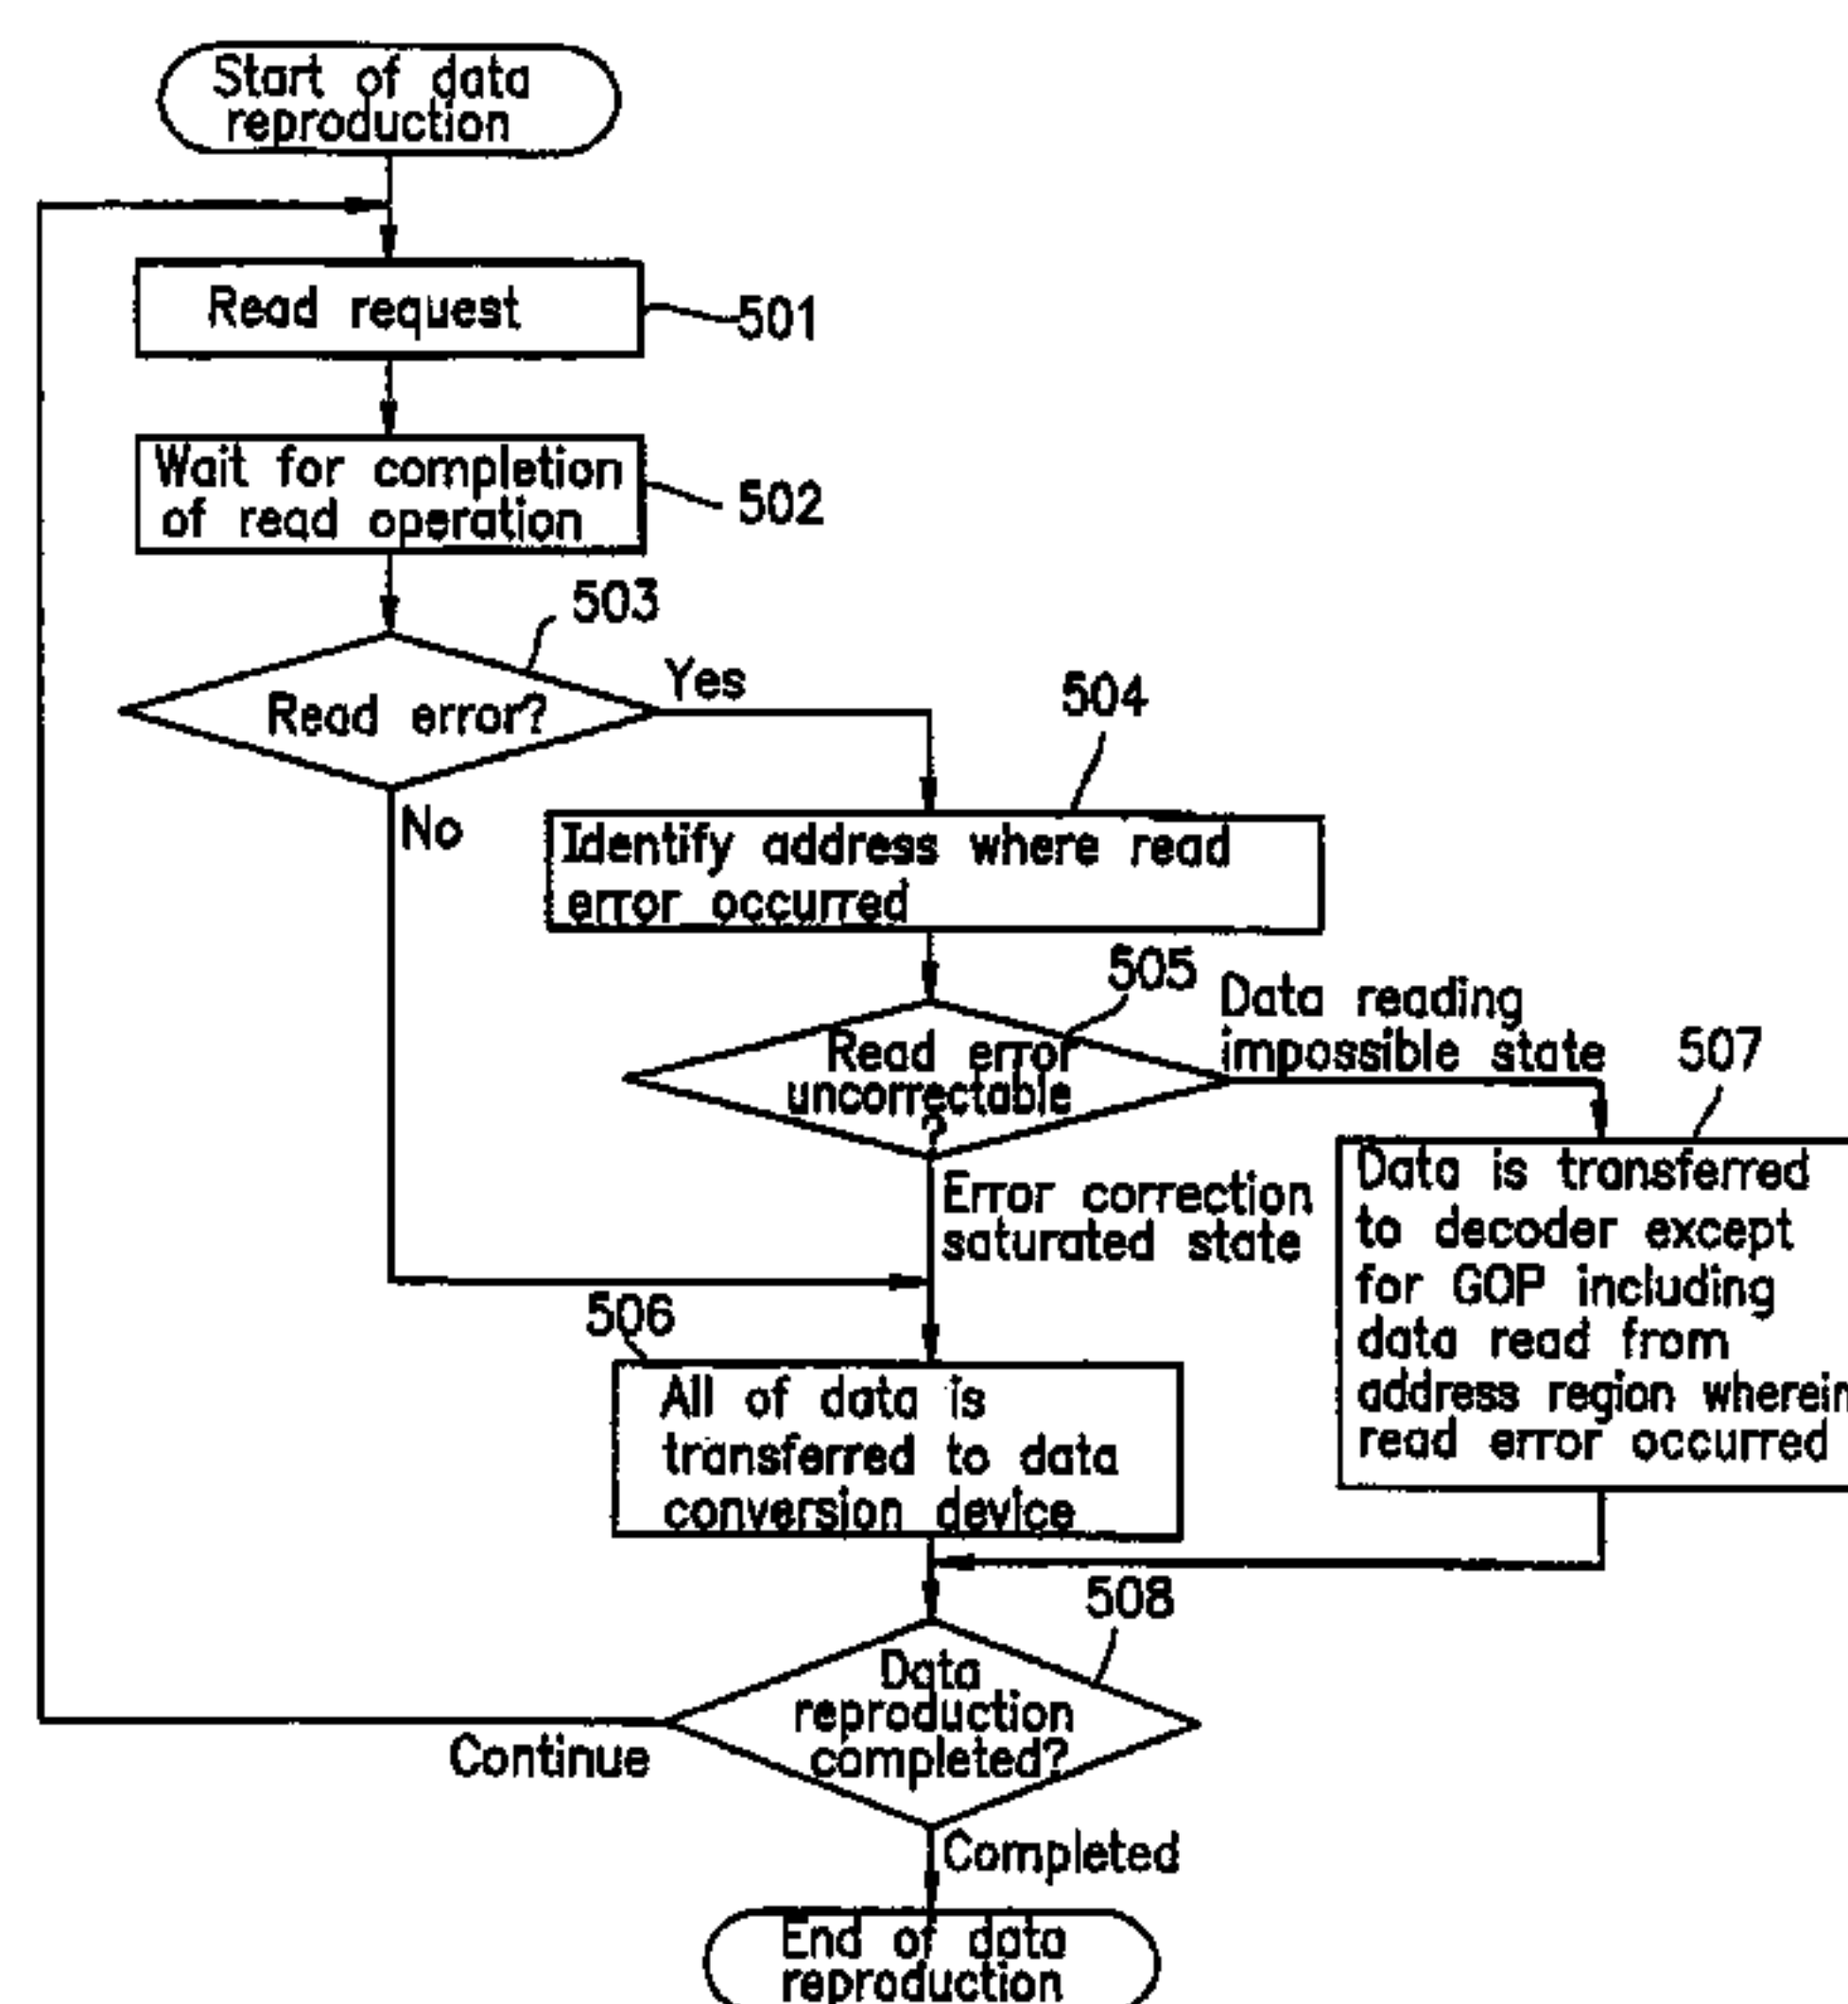 Start of data
reproduction
Read request
501
Wait for completion
of read operation
502
503
Read error?
Yes
No
504
Identify address where read
error occurred
505
Read error
uncorrectable
?
Data reading
impossible state
507
Error correction
saturated state
Data is transferred
to decoder except
for GOP including
data read from
address region wherein
read error occurred
506
All of data is
transferred to data
conversion device
508
Data
reproduction
completed?
Continue
Completed
End of data
reproduction